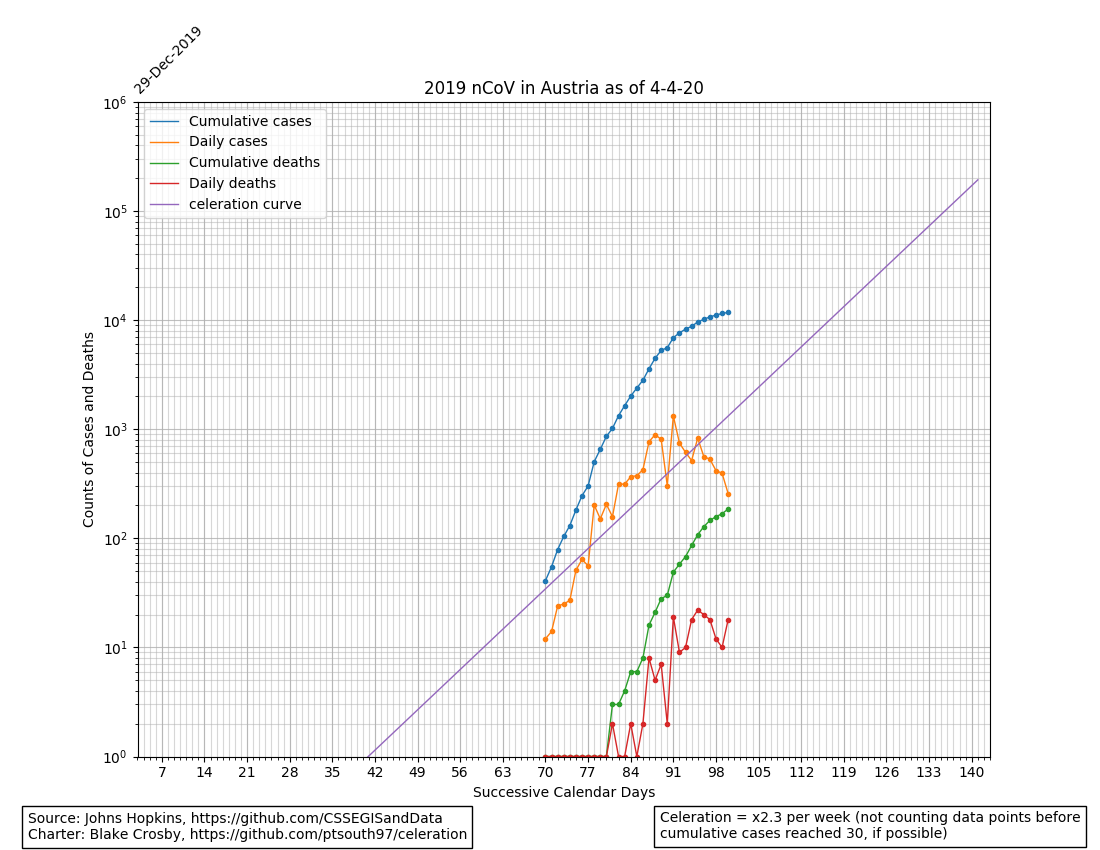 29-Dec-2019
2019 nCoV in Austria as of 4-4-20
10^6
10^5
10^4
10^3
10^2
10^1
10^0
Counts of Cases and Deaths
Cumulative cases
Daily cases
Cumulative deaths
Daily deaths
celeration curve
7 14 21 28 35 42 49 56 63 70 77 84 91 98 105 112 119 126 133 140
Successive Calendar Days
Source: Johns Hopkins, https://github.com/CSSEGISandData
Charter: Blake Crosby, https://github.com/ptsouth97/celeration
Celeration = x2.3 per week (not counting data points before
cumulative cases reached 30, if possible)